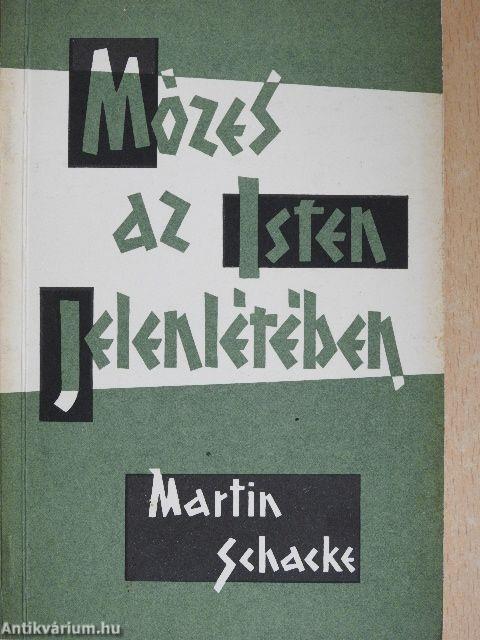 Mózes
az Isten
Jelenlétében
Martin
Schacke
Antikvárium.hu